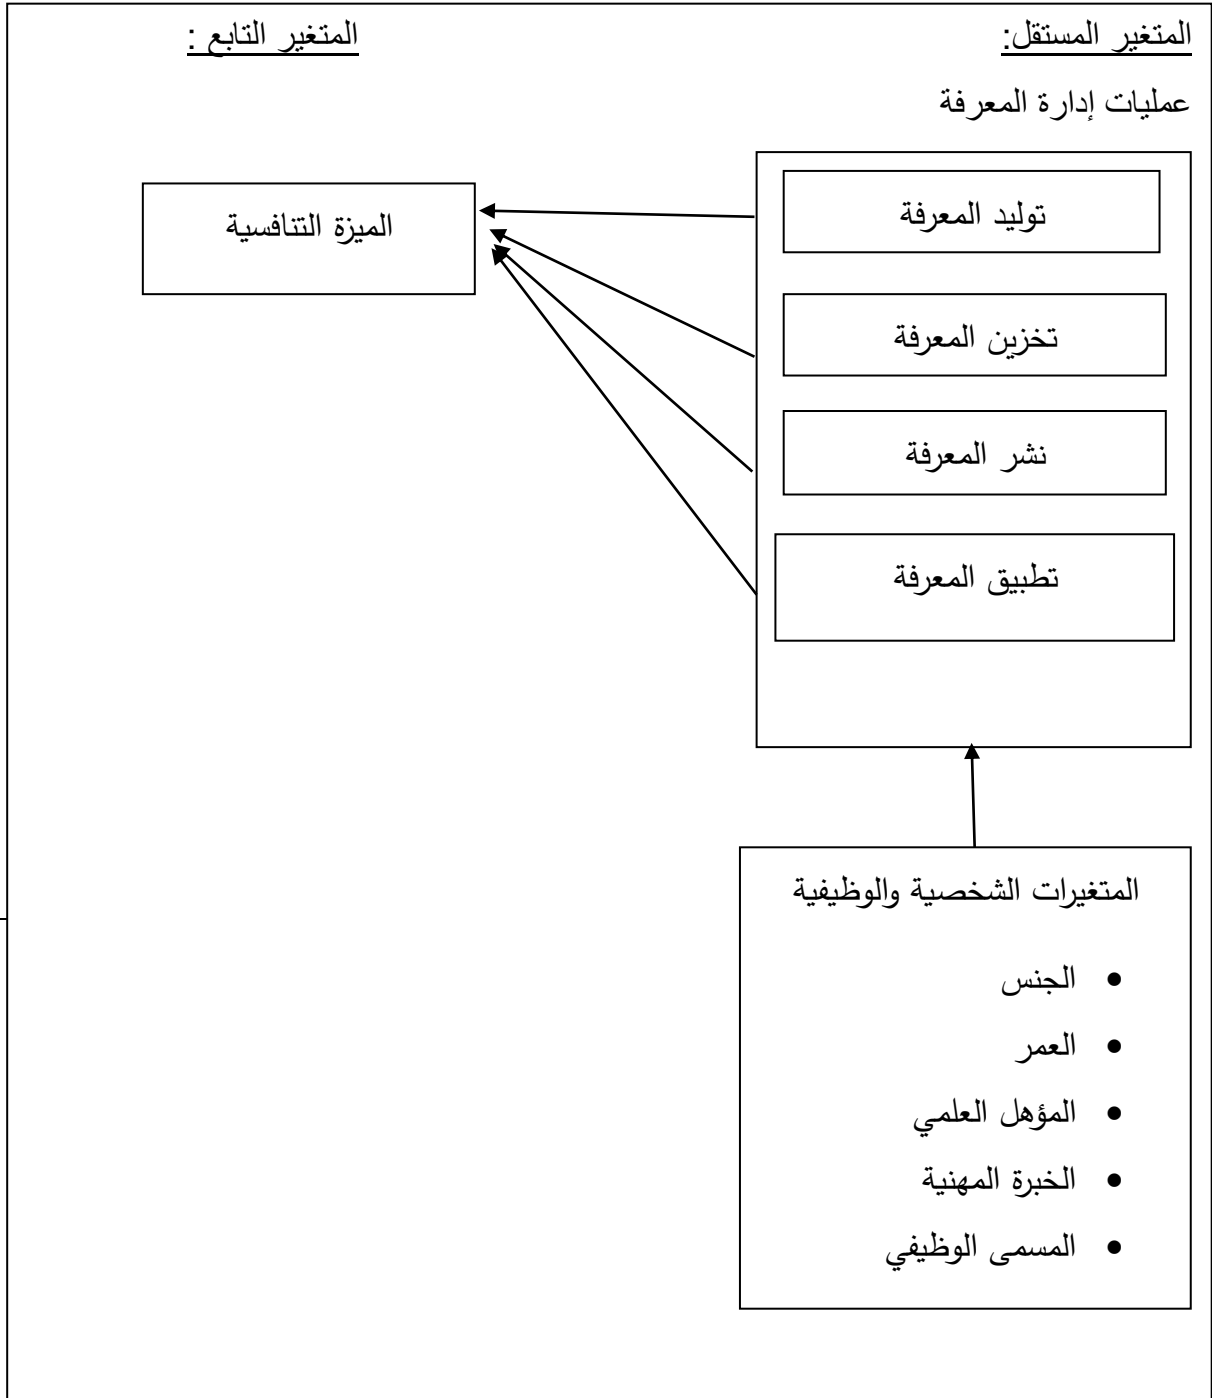 المتغير المستقل:
المتغير التابع :
عمليات إدارة المعرفة
توليد المعرفة
الميزة التنافسية
تخزين المعرفة
نشر المعرفة
تطبيق المعرفة
المتغيرات الشخصية والوظيفية
• الجنس
• العمر
• المؤهل العلمي
• الخبرة المهنية
• المسمى الوظيفي